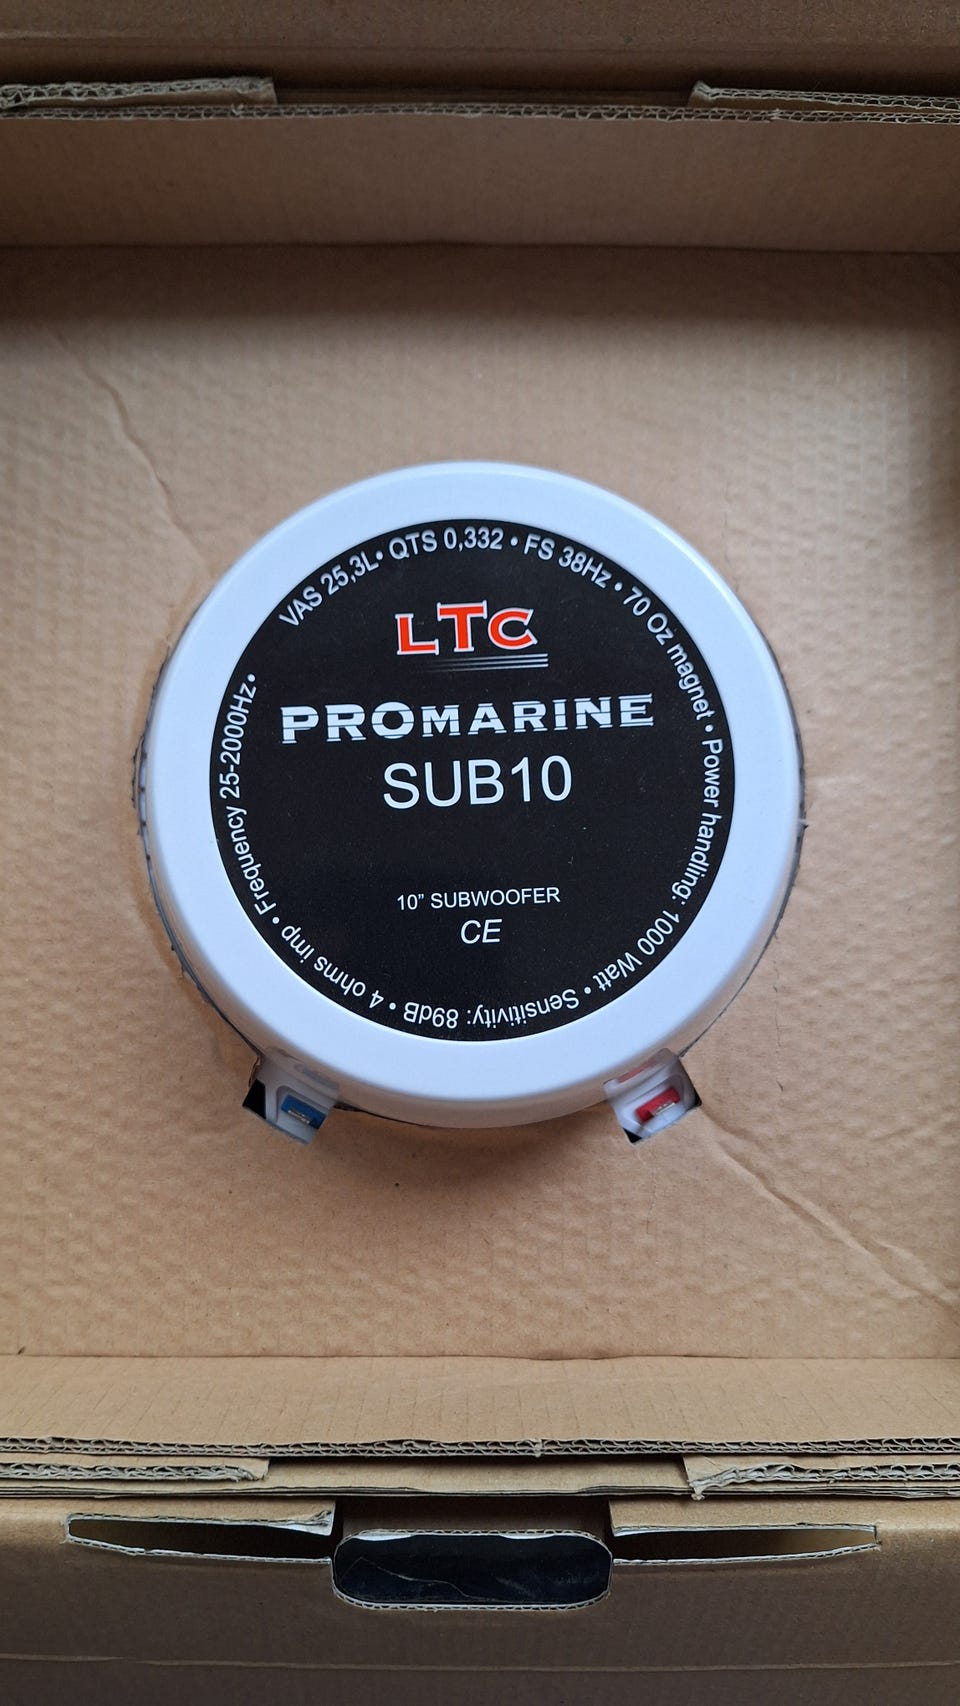 VAS 25,3L • QTS 0,332 • FS 38Hz • 70 Oz magnet • Power handling: 1000 Watt • Sensitivity: 89dB • 4 ohms imp • Frequency 25-2000Hz •
LTC
PROMARINE
SUB10
10” SUBWOOFER
CE